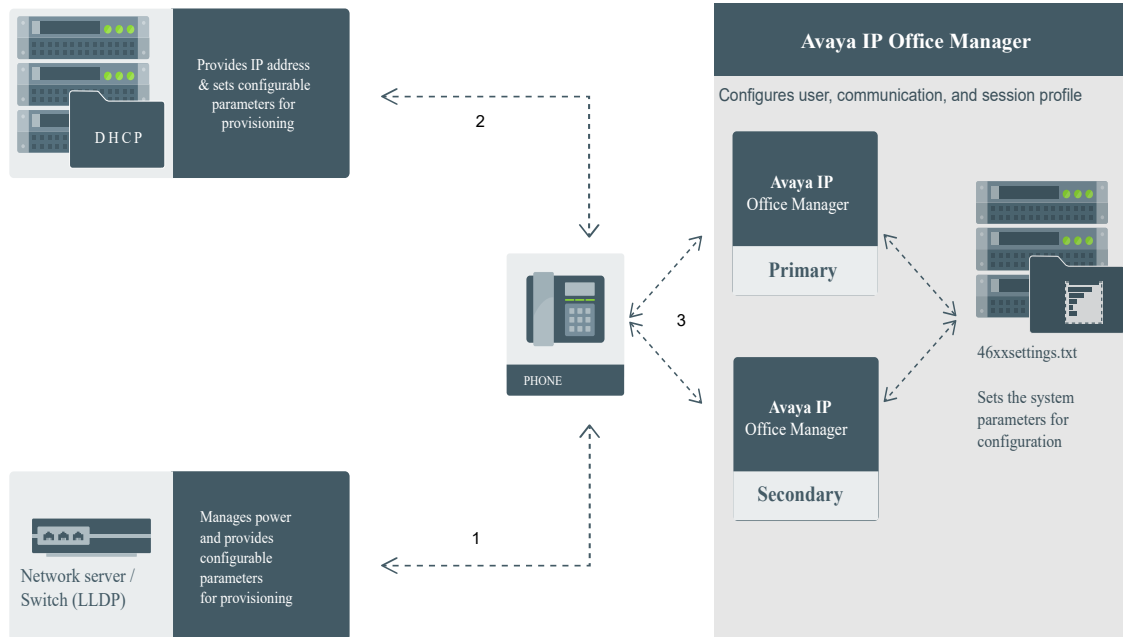 DHCP
Provides IP address
& sets configurable
parameters for
provisioning
2
Avaya IP Office Manager
Configures user, communication, and session profile
Avaya IP
Office Manager
Primary
3
PHONE
46xxsettings.txt
Sets the system
parameters for
configuration
Avaya IP
Office Manager
Secondary
1
Network server /
Switch (LLDP)
Manages power
and provides
configurable
parameters
for provisioning